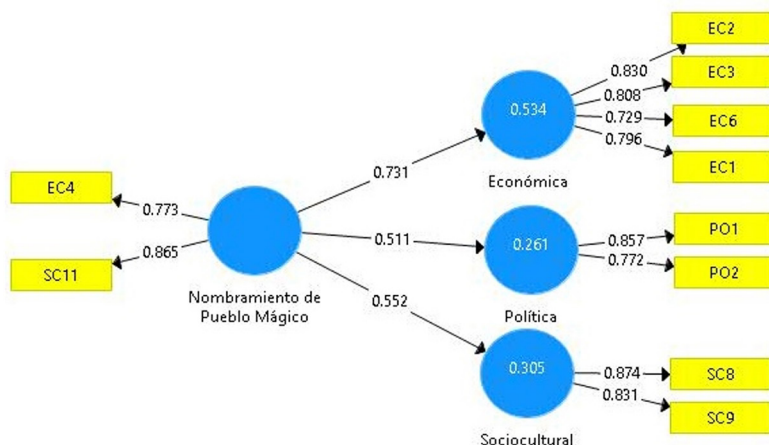 EC2
0.830
EC3
0.808
0.534
0.729
EC6
0.796
EC1
0.731
Económica
EC4
0.773
0.865
SC11
Nombramiento de
Pueblo Mágico
0.511
0.261
0.857
PO1
0.772
PO2
Política
0.552
0.305
0.874
SC8
0.831
SC9
Sociocultural